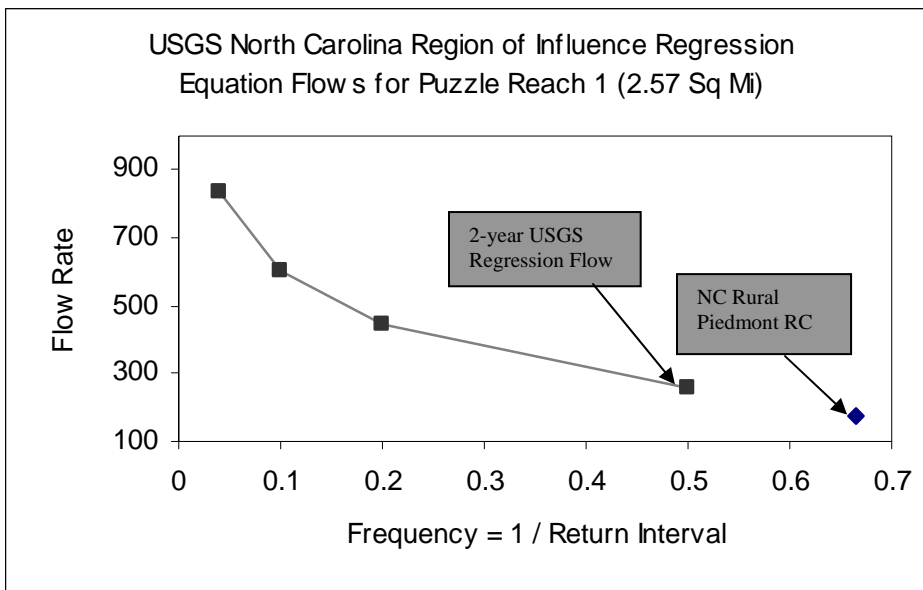 USGS North Carolina Region of Influence Regression
Equation Flow s for Puzzle Reach 1 (2.57 Sq Mi)
Flow Rate
900
700
500
300
100
2-year USGS
Regression Flow
NC Rural
Piedmont RC
0
0.1
0.2
0.3
0.4
0.5
0.6
0.7
Frequency = 1 / Return Interval